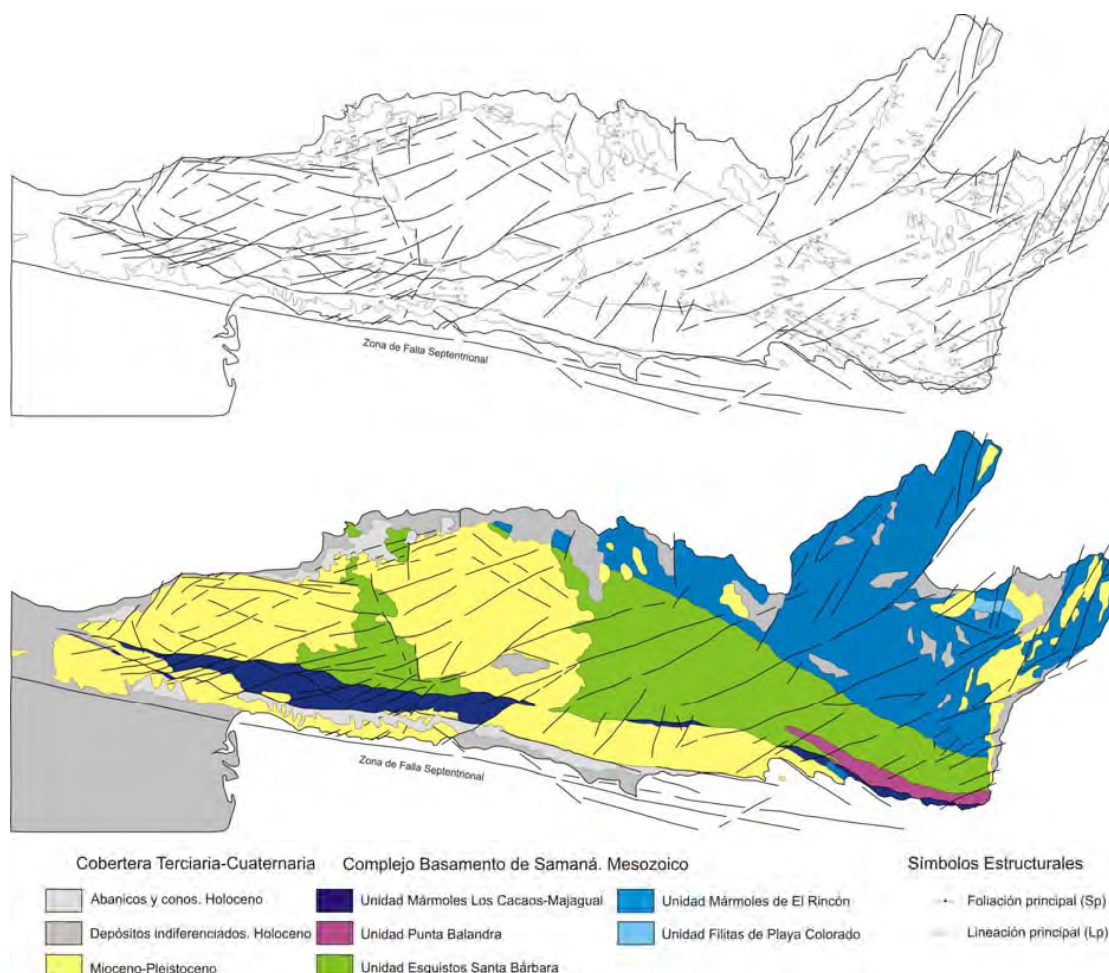 Zona de Falla Septentrional
Zona de Falla Septentrional
Cobertera Terciaria-Cuaternaria
Abanicos y conos. Holoceno
Depósitos indiferenciados. Holoceno
Mioceno-Pleistoceno
Complejo Basamento de Samaná. Mesozoico
Unidad Mármoles Los Cacaos-Majagual
Unidad Punta Balandra
Unidad Esquistos Santa Bárbara
Unidad Mármoles de El Rincón
Unidad Filitas de Playa Colorado
Símbolos Estructurales
Foliación principal (Sp)
Lineación principal (Lp)